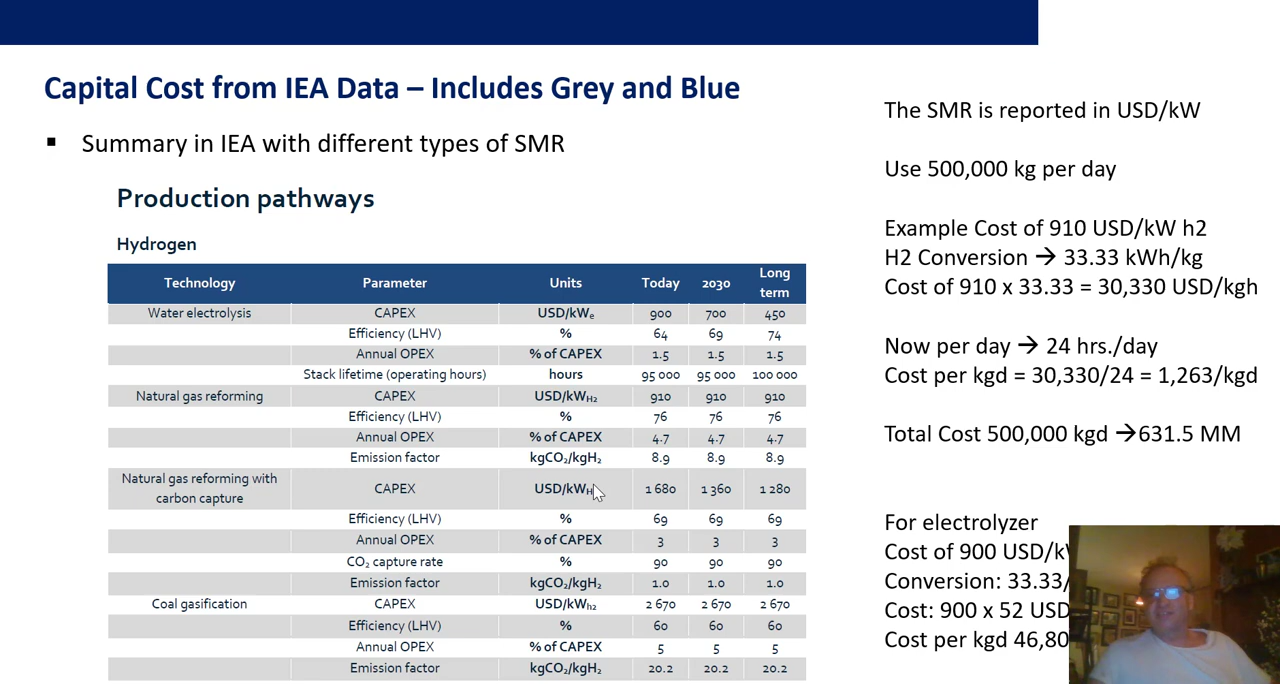 Capital Cost from IEA Data – Includes Grey and Blue
▪ Summary in IEA with different types of SMR
Production pathways
Hydrogen
Technology Parameter Units Today 2030 Long term
Water electrolysis CAPEX USD/kWe 900 700 450
Efficiency (LHV) % 64 69 74
Annual OPEX % of CAPEX 1.5 1.5 1.5
Stack lifetime (operating hours) hours 95 000 95 000 100 000
Natural gas reforming CAPEX USD/kWH2 910 910 910
Efficiency (LHV) % 76 76 76
Annual OPEX % of CAPEX 4.7 4.7 4.7
Emission factor kgCO₂/kgH₂ 8.9 8.9 8.9
Natural gas reforming with carbon capture CAPEX USD/kWH 1 680 1 360 1 280
Efficiency (LHV) % 69 69 69
Annual OPEX % of CAPEX 3 3 3
CO₂ capture rate % 90 90 90
Emission factor kgCO₂/kgH₂ 1.0 1.0 1.0
Coal gasification CAPEX USD/kWh2 2 670 2 670 2 670
Efficiency (LHV) % 60 60 60
Annual OPEX % of CAPEX 5 5 5
Emission factor kgCO₂/kgH₂ 20.2 20.2 20.2
The SMR is reported in USD/kW
Use 500,000 kg per day
Example Cost of 910 USD/kW h2
H2 Conversion → 33.33 kWh/kg
Cost of 910 x 33.33 = 30,330 USD/kgh
Now per day → 24 hrs./day
Cost per kgd = 30,330/24 = 1,263/kgd
Total Cost 500,000 kgd →631.5 MM
For electrolyzer
Cost of 900 USD/k
Conversion: 33.33/
Cost: 900 x 52 USD
Cost per kgd 46,80